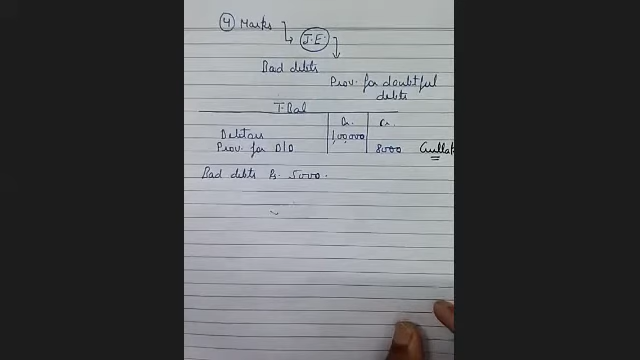 4 Marks
J.E.
Bad debts
Prov. for doubtful
debts
T. Bal
Dr. Cr.
Debtors 1,00,000
Prov. for D/D 8000
Bad debts Rs. 5000.